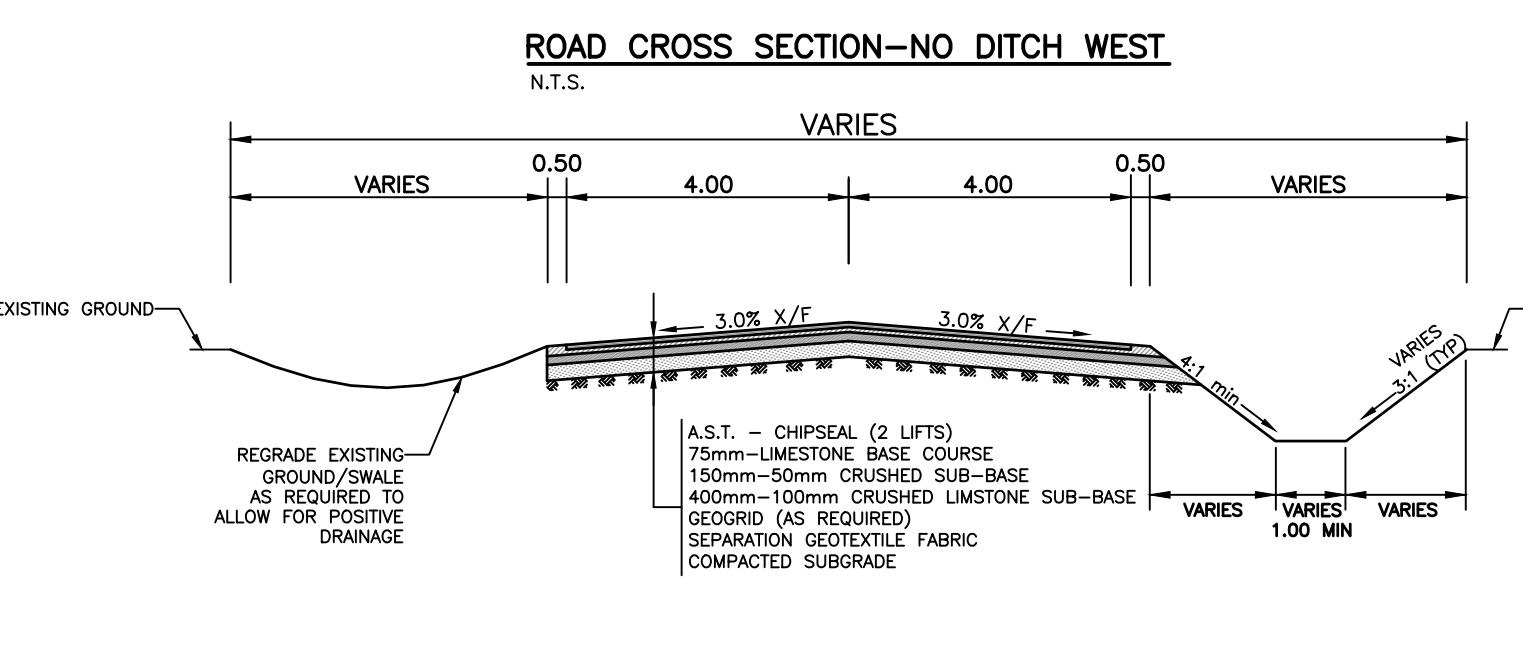 ROAD CROSS SECTION-NO DITCH WEST
N.T.S.
VARIES
0.50
0.50
VARIES
4.00
4.00
VARIES
EXISTING GROUND
3.0% X/F
3.0% X/F
4:1 min
VARIES
3:1 (TYP)
REGRADE EXISTING
GROUND/SWALE
AS REQUIRED TO
ALLOW FOR POSITIVE
DRAINAGE
A.S.T. - CHIPSEAL (2 LIFTS)
75mm-LIMESTONE BASE COURSE
150mm-50mm CRUSHED SUB-BASE
400mm-100mm CRUSHED LIMSTONE SUB-BASE
GEOGRID (AS REQUIRED)
SEPARATION GEOTEXTILE FABRIC
COMPACTED SUBGRADE
VARIES
VARIES
1.00 MIN
VARIES